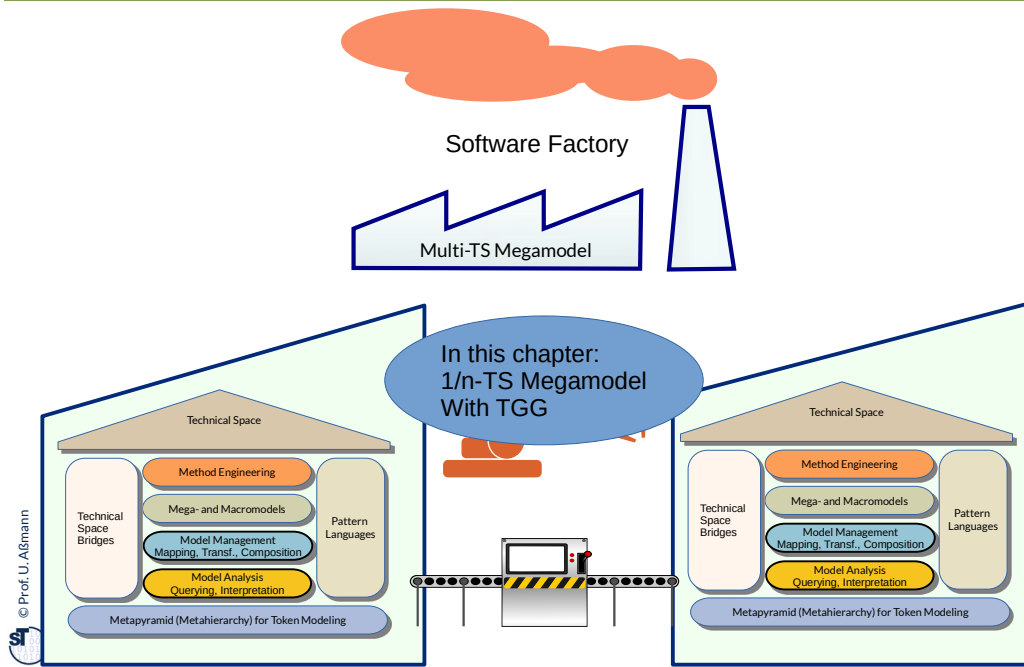 Software Factory
Multi-TS Megamodel
In this chapter:
1/n-TS Megamodel
With TGG
Technical Space
Technical
Space
Bridges
Method Engineering
Mega- and Macromodels
Model Management
Mapping, Transf., Composition
Model Analysis
Querying, Interpretation
Pattern
Languages
Metapyramid (Metahierarchy) for Token Modeling
Technical Space
Technical
Space
Bridges
Method Engineering
Mega- and Macromodels
Model Management
Mapping, Transf., Composition
Model Analysis
Querying, Interpretation
Pattern
Languages
Metapyramid (Metahierarchy) for Token Modeling
© Prof. U. Aßmann
ST